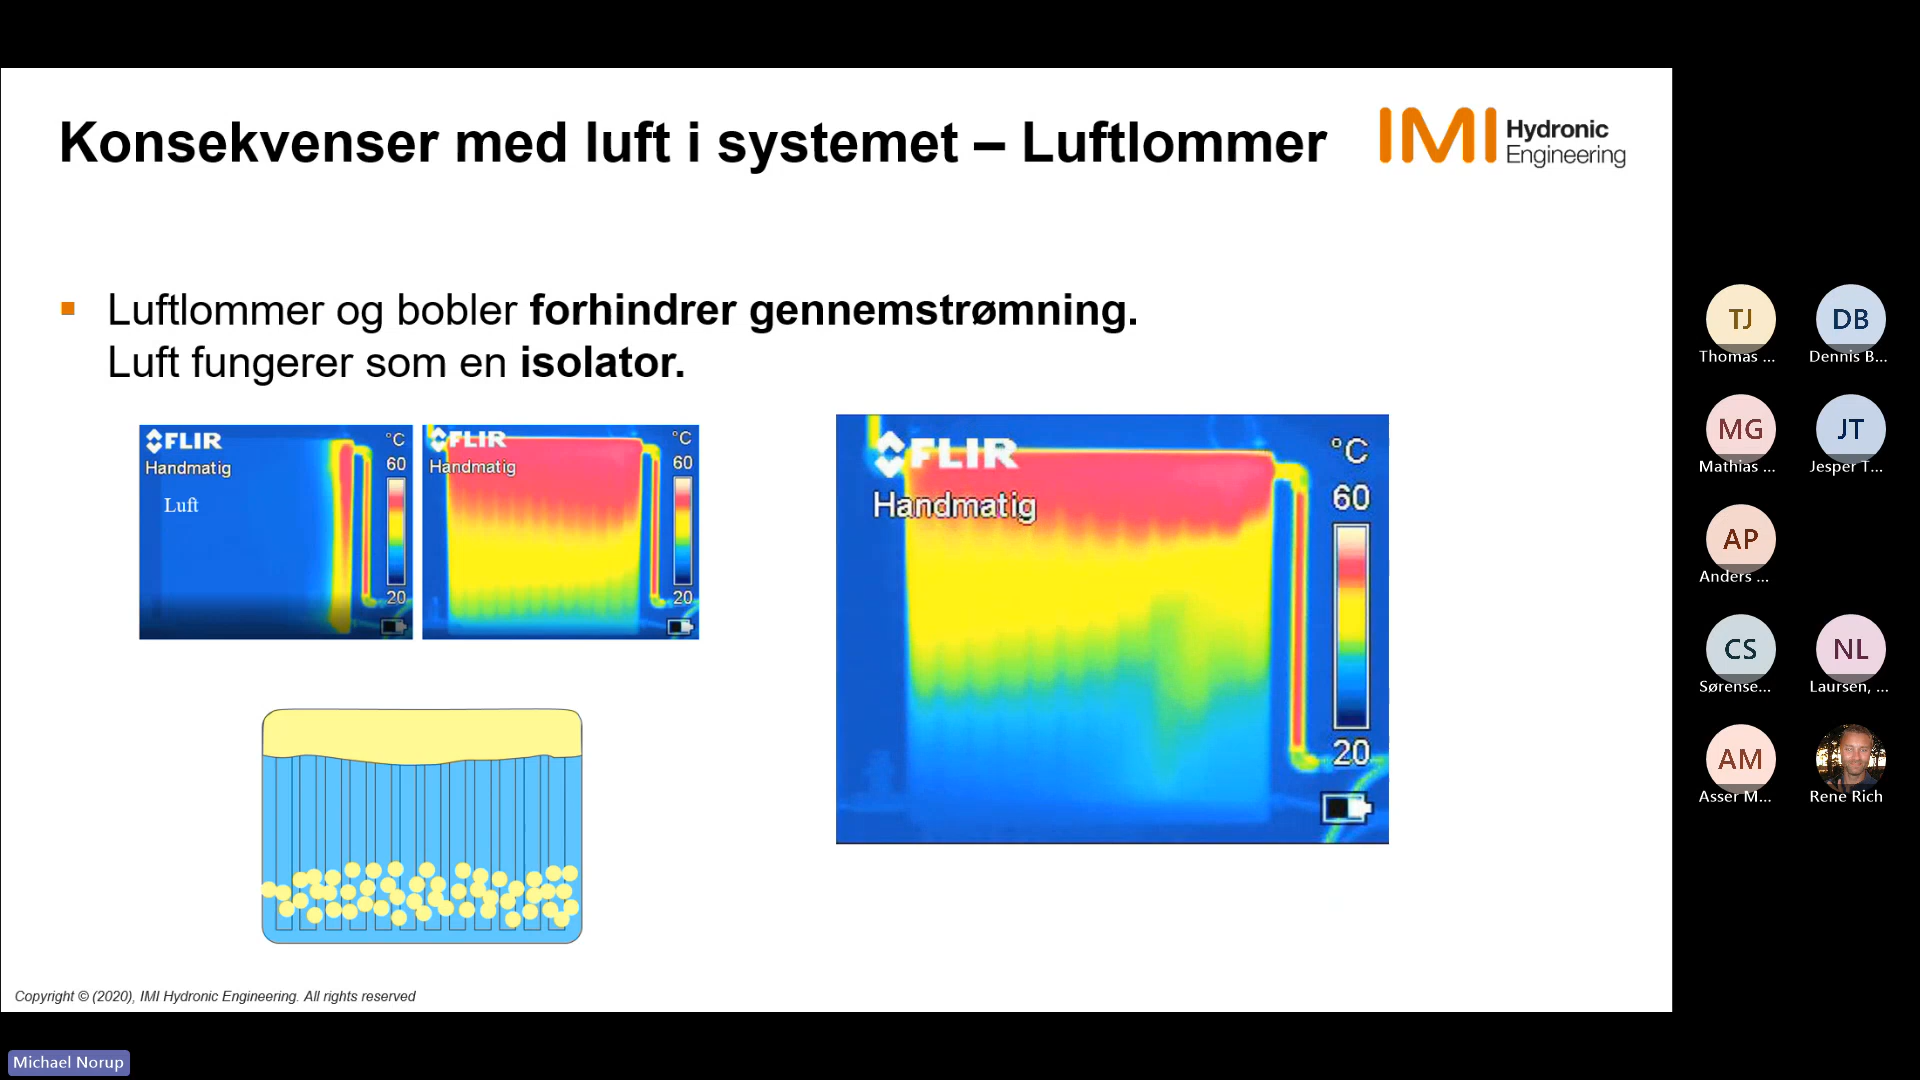 Konsekvenser med luft i systemet – Luftlommer
IMI Hydronic
Engineering
Luftlommer og bobler forhindrer gennemstrømning.
Luft fungerer som en isolator.
FLIR
°C
Handmatig
60
Luft
20
FLIR
°C
Handmatig
60
20
FLIR
°C
Handmatig
60
20
Copyright © (2020), IMI Hydronic Engineering. All rights reserved
TJ
Thomas ...
DB
Dennis B...
MG
Mathias ...
JT
Jesper T...
AP
Anders ...
CS
Sørense...
NL
Laursen, ...
AM
Asser M...
Rene Rich
Michael Norup